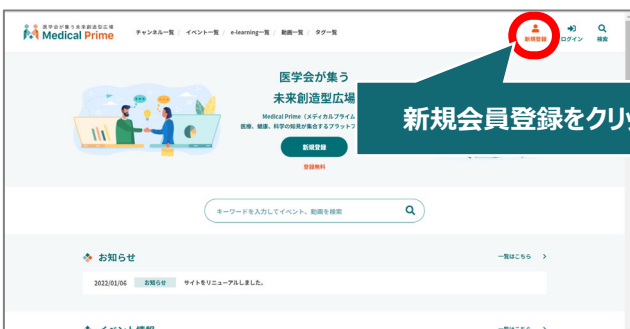 医学会が集う未来創造型広場
Medical Prime
チャンネル一覧 / イベント一覧 / e-learning一覧 / 動画一覧 / タグ一覧
新規登録
ログイン
検索
医学会が集う
未来創造型広場
Medical Prime（メディカルプライム
医療、健康、科学の知見が集合するプラットフ
新規登録
登録無料
新規会員登録をクリッ
キーワードを入力してイベント、動画を検索
お知らせ
一覧はこちら
2022/01/06 お知らせ サイトをリニューアルしました。